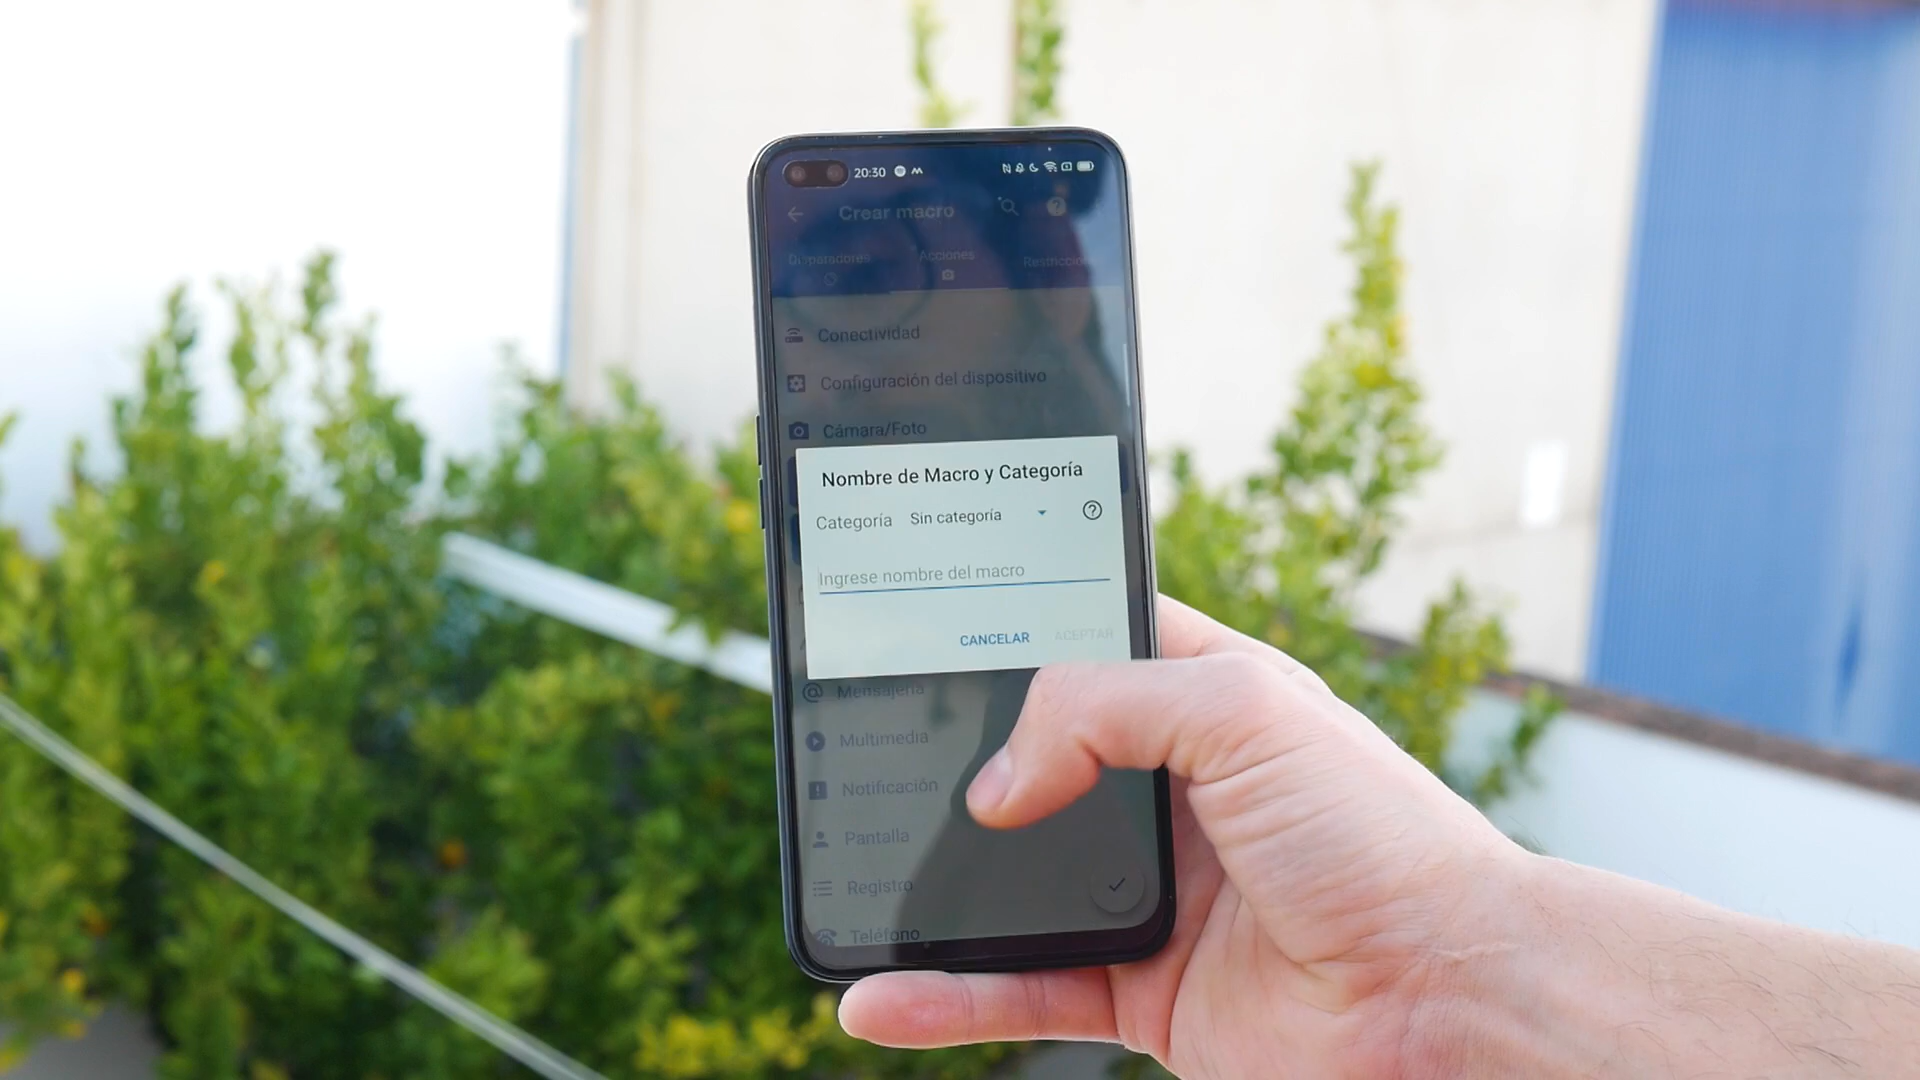 20:30
Crear macro
Disparadores Acciones
Conectividad
Configuración del dispositivo
Cámara/Foto
Nombre de Macro y Categoría
Categoría Sin categoría
Ingrese nombre del macro
CANCELAR ACEPTAR
Mensajería
Multimedia
Notificación
Pantalla
Registro
Teléfono